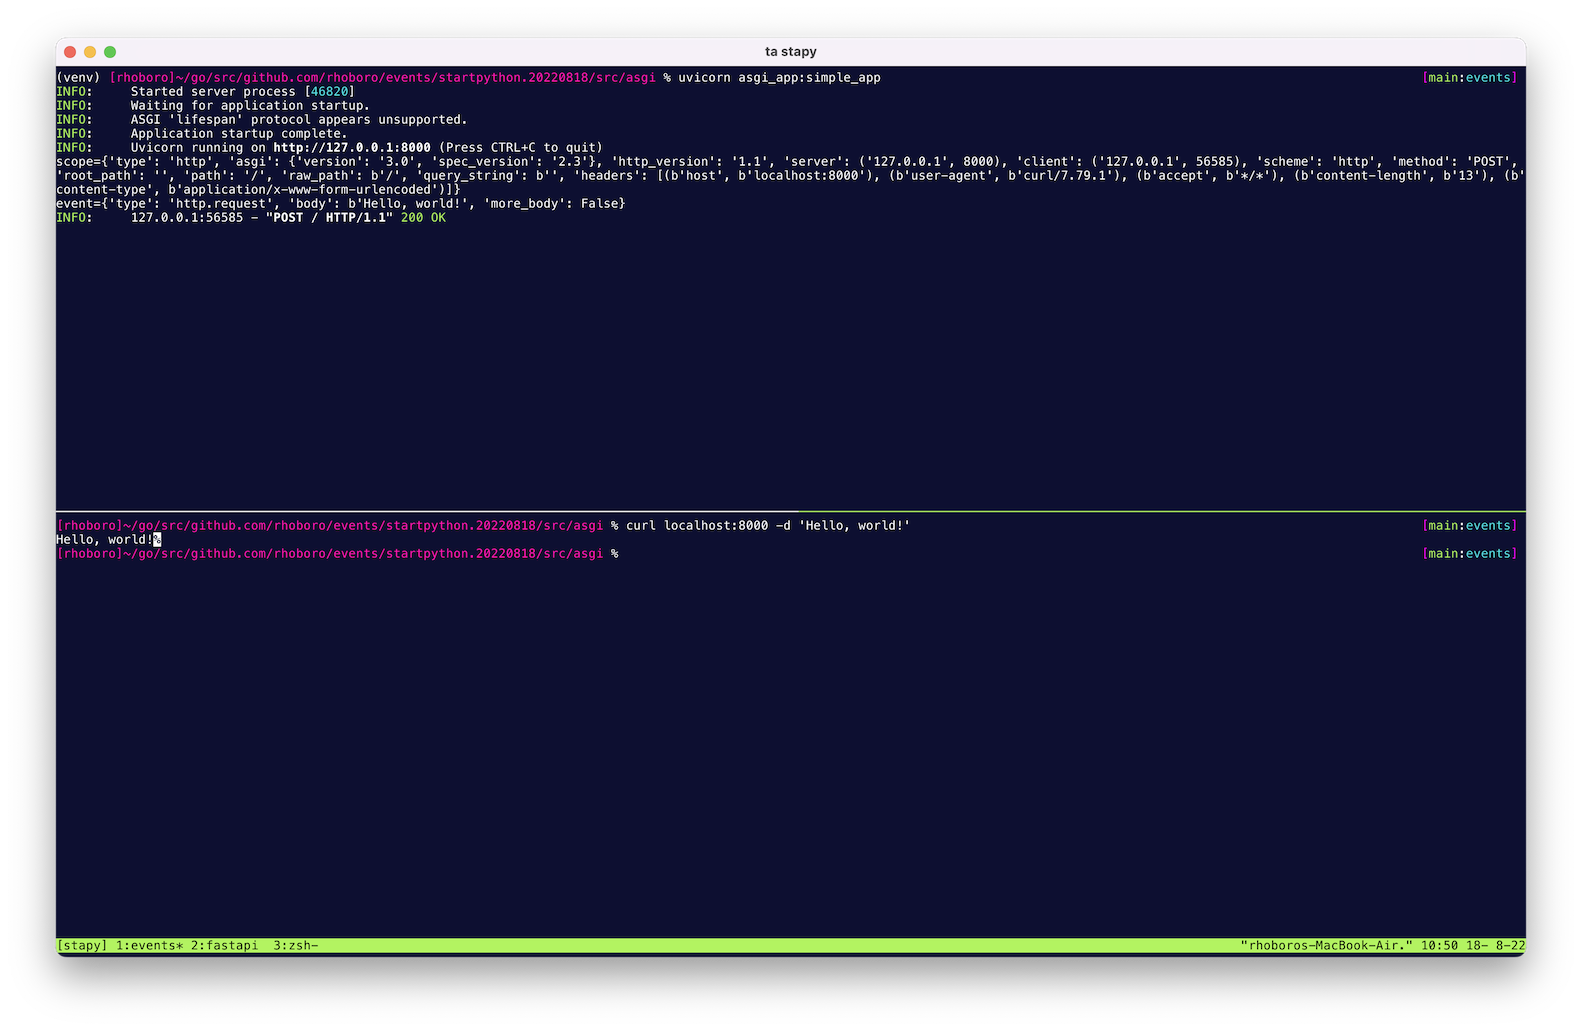 ta stapy
(venv) [rhoboro]~/go/src/github.com/rhoboro/events/startpython.20220818/src/asgi % uvicorn asgi_app:simple_app [main:events]
INFO:     Started server process [46820]
INFO:     Waiting for application startup.
INFO:     ASGI 'lifespan' protocol appears unsupported.
INFO:     Application startup complete.
INFO:     Uvicorn running on http://127.0.0.1:8000 (Press CTRL+C to quit)
scope={'type': 'http', 'asgi': {'version': '3.0', 'spec_version': '2.3'}, 'http_version': '1.1', 'server': ('127.0.0.1', 8000), 'client': ('127.0.0.1', 56585), 'scheme': 'http', 'method': 'POST',
'root_path': '', 'path': '/', 'raw_path': b'/', 'query_string': b'', 'headers': [(b'host', b'localhost:8000'), (b'user-agent', b'curl/7.79.1'), (b'accept', b'*/*'), (b'content-length', b'13'), (b'
content-type', b'application/x-www-form-urlencoded')]}
event={'type': 'http.request', 'body': b'Hello, world!', 'more_body': False}
INFO:     127.0.0.1:56585 - "POST / HTTP/1.1" 200 OK
[rhoboro]~/go/src/github.com/rhoboro/events/startpython.20220818/src/asgi % curl localhost:8000 -d 'Hello, world!' [main:events]
Hello, world!%
[rhoboro]~/go/src/github.com/rhoboro/events/startpython.20220818/src/asgi % [main:events]
[stapy] 1:events* 2:fastapi  3:zsh- "rhoboros-MacBook-Air." 10:50 18- 8-22